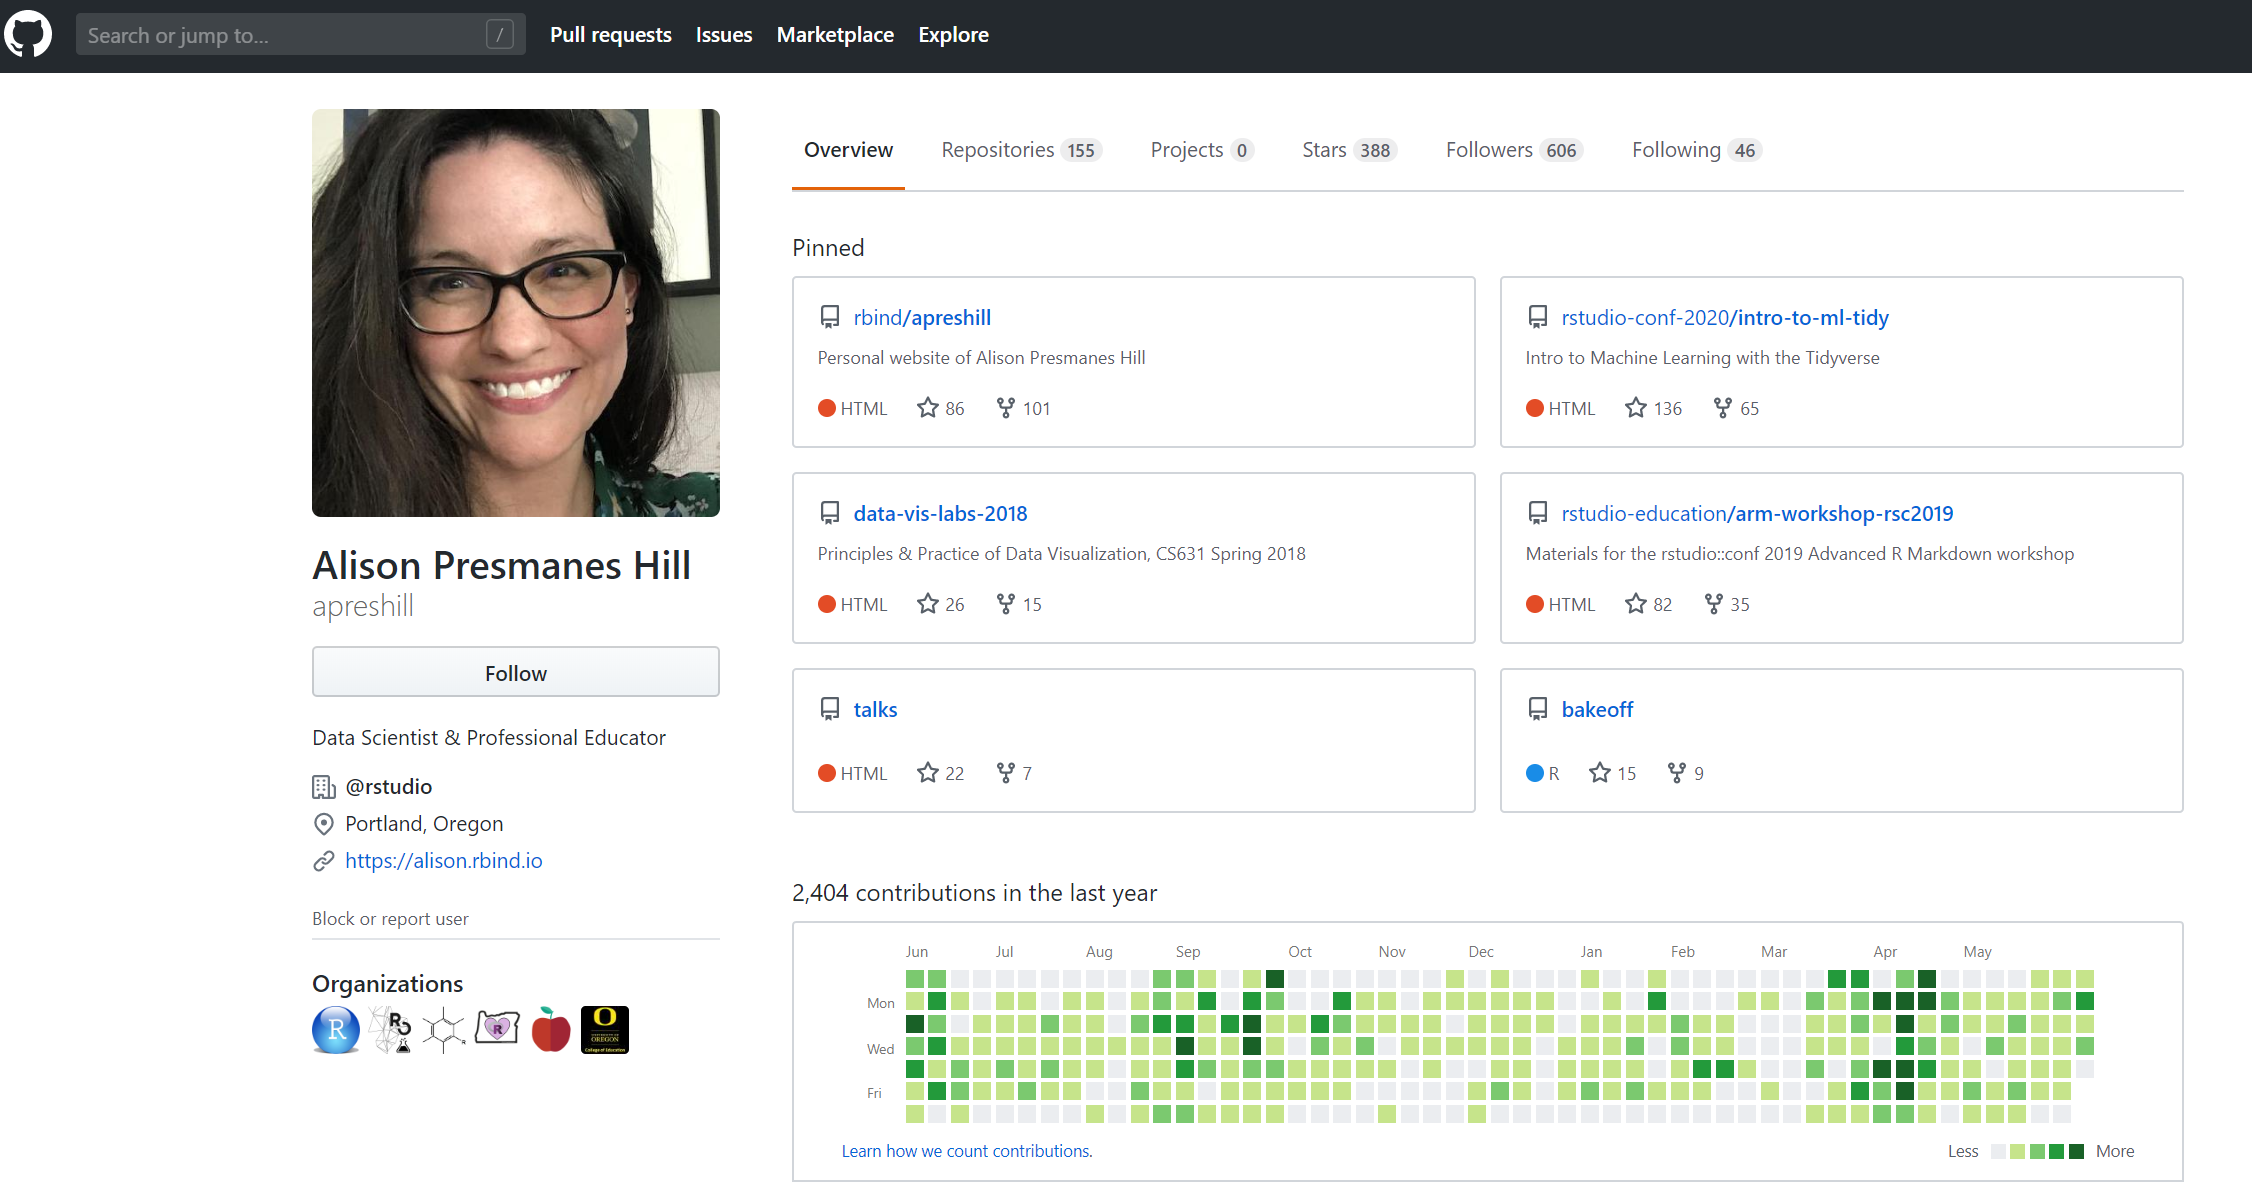 Search or jump to... /
Pull requests Issues Marketplace Explore
Overview Repositories 155 Projects 0 Stars 388 Followers 606 Following 46
Alison Presmanes Hill
apreshill
Follow
Data Scientist & Professional Educator
@rstudio
Portland, Oregon
https://alison.rbind.io
Block or report user
Organizations
R
R
R
R
O
UNIVERSITY OF
OREGON
College of Education
Pinned
rbind/apreshill
Personal website of Alison Presmanes Hill
HTML 86 101
rstudio-conf-2020/intro-to-ml-tidy
Intro to Machine Learning with the Tidyverse
HTML 136 65
data-vis-labs-2018
Principles & Practice of Data Visualization, CS631 Spring 2018
HTML 26 15
rstudio-education/arm-workshop-rsc2019
Materials for the rstudio::conf 2019 Advanced R Markdown workshop
HTML 82 35
talks
HTML 22 7
bakeoff
R 15 9
2,404 contributions in the last year
Jun Jul Aug Sep Oct Nov Dec Jan Feb Mar Apr May
Mon
Wed
Fri
Learn how we count contributions.
Less More